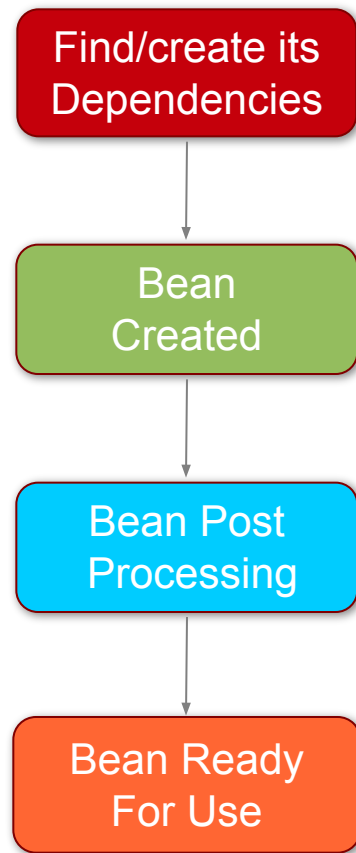 Find/create its
Dependencies
Bean
Created
Bean Post
Processing
Bean Ready
For Use